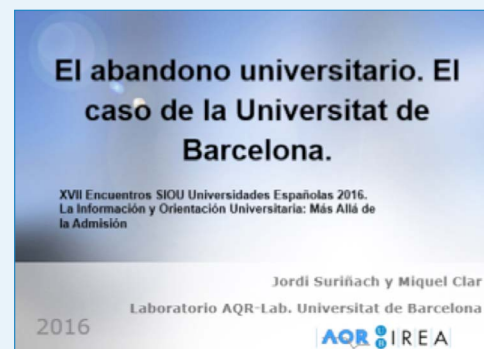 El abandono universitario. El
caso de la Universitat de
Barcelona.
XVII Encuentros SIOU Universidades Españolas 2016.
La Información y Orientación Universitaria: Más Allá de
la Admisión
Jordi Suriñach y Miquel Clar
Laboratorio AQR-Lab. Universitat de Barcelona
2016
AQR LAB IREA